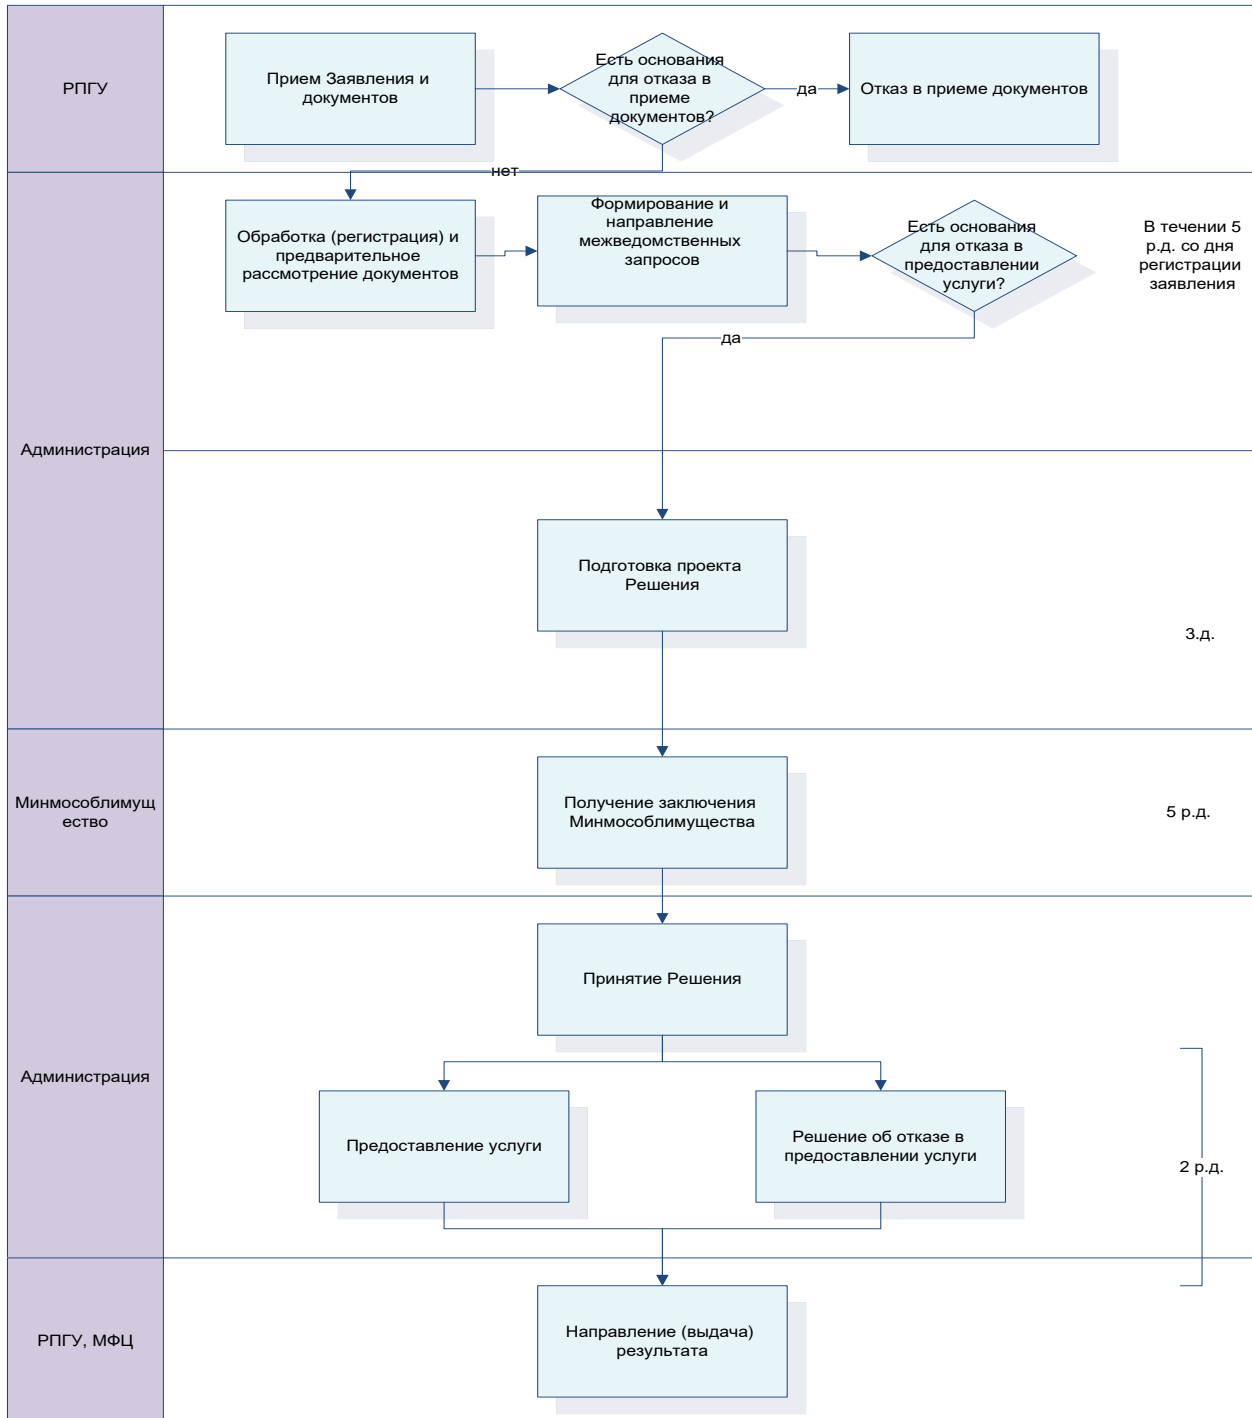 РПГУ
Прием Заявления и
документов
Есть основания
для отказа в
приеме
документов?
да
Отказ в приеме документов
нет
Администрация
Обработка (регистрация) и
предварительное
рассмотрение документов
Формирование и
направление
межведомственных
запросов
Есть основания
для отказа в
предоставлении
услуги?
В течении 5
р.д. со дня
регистрации
заявления
да
Подготовка проекта
Решения
3.д.
Минмособлимущ
ество
Получение заключения
Минмособлимущества
5 р.д.
Администрация
Принятие Решения
Предоставление услуги
Решение об отказе в
предоставлении услуги
2 р.д.
РПГУ, МФЦ
Направление (выдача)
результата